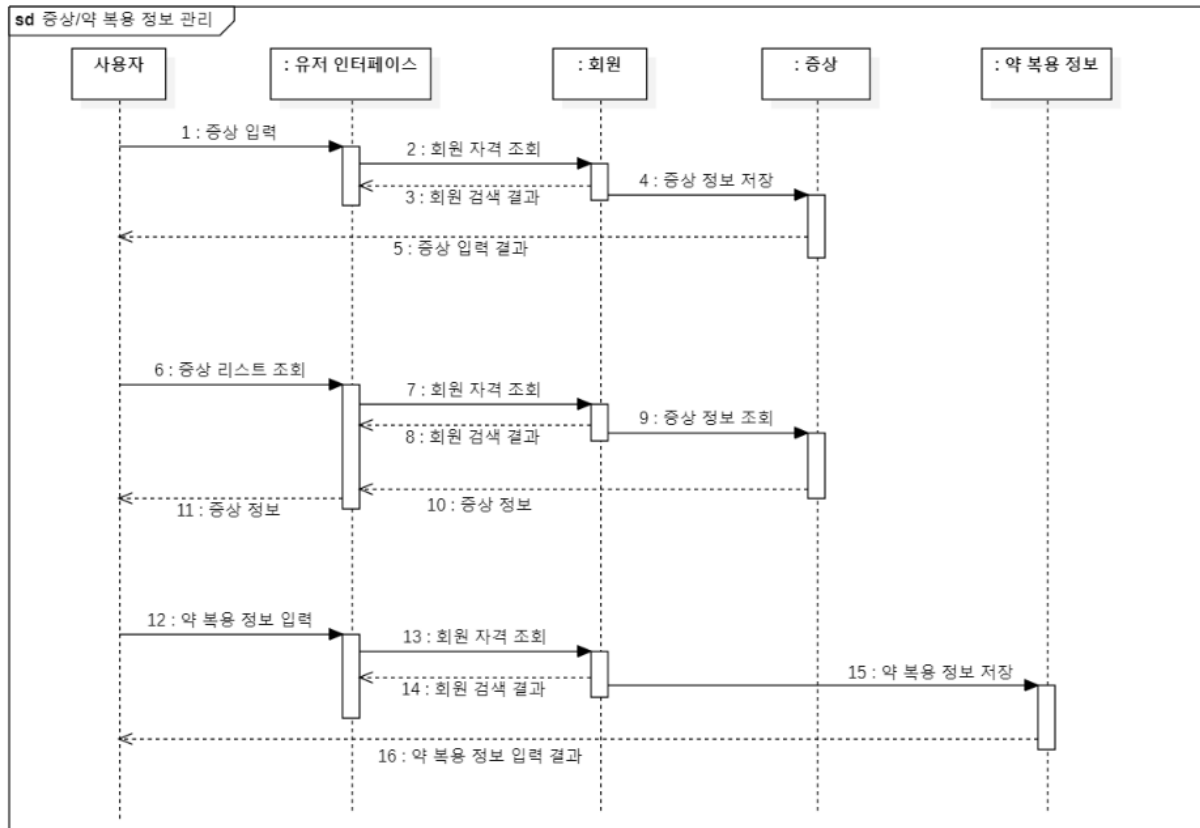 sd 증상/약 복용 정보 관리
사용자
: 유저 인터페이스
: 회원
: 증상
: 약 복용 정보
1 : 증상 입력
2 : 회원 자격 조회
3 : 회원 검색 결과
4 : 증상 정보 저장
5 : 증상 입력 결과
6 : 증상 리스트 조회
7 : 회원 자격 조회
8 : 회원 검색 결과
9 : 증상 정보 조회
10 : 증상 정보
11 : 증상 정보
12 : 약 복용 정보 입력
13 : 회원 자격 조회
14 : 회원 검색 결과
15 : 약 복용 정보 저장
16 : 약 복용 정보 입력 결과